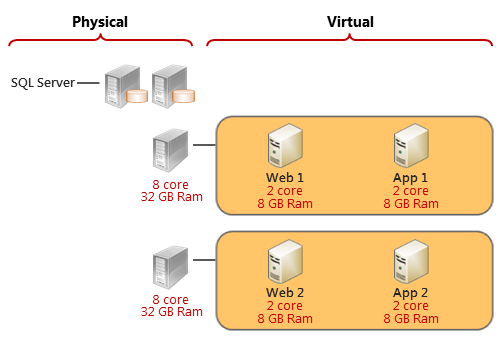 Physical
Virtual
SQL Server
Web 1
2 core
8 GB Ram
App 1
2 core
8 GB Ram
8 core
32 GB Ram
Web 2
2 core
8 GB Ram
App 2
2 core
8 GB Ram
8 core
32 GB Ram